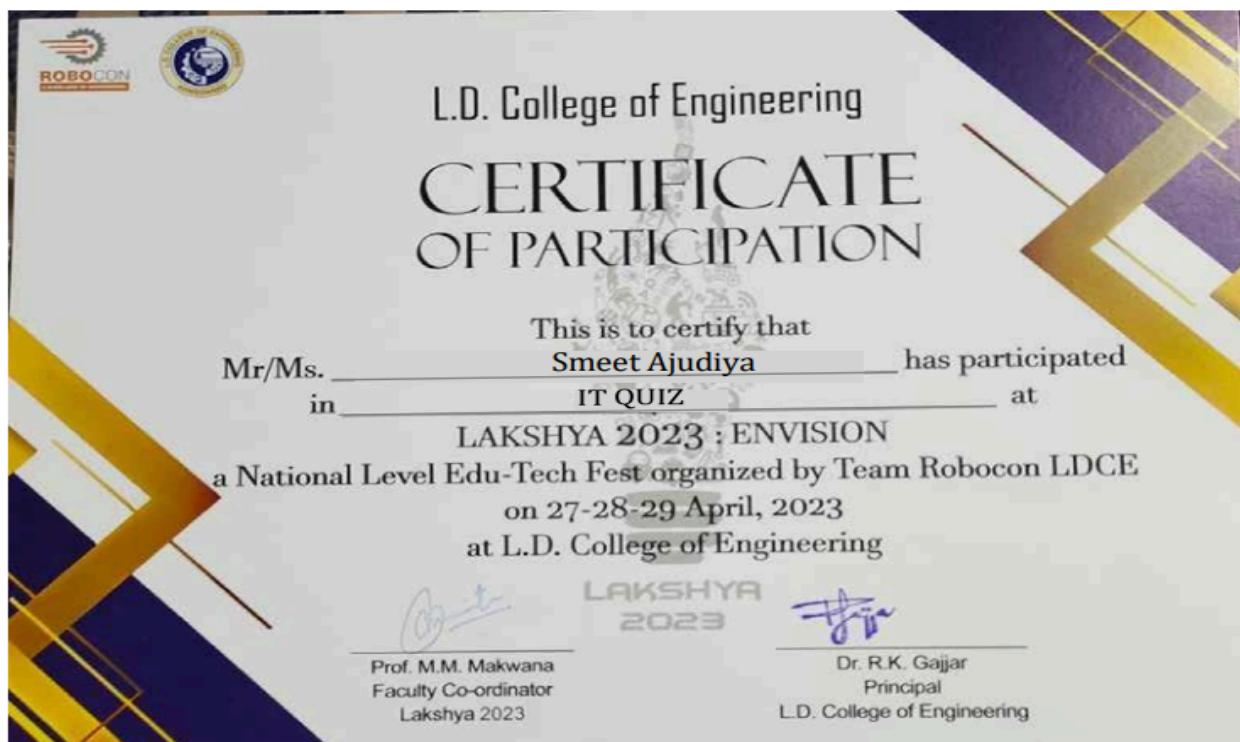 ROBOCON
L.D. College of Engineering
CERTIFICATE
OF PARTICIPATION
This is to certify that
Mr/Ms. Smeet Ajudiya has participated
in IT QUIZ at
LAKSHYA 2023 : ENVISION
a National Level Edu-Tech Fest organized by Team Robocon LDCE
on 27-28-29 April, 2023
at L.D. College of Engineering
LAKSHYA
2023
Prof. M.M. Makwana
Faculty Co-ordinator
Lakshya 2023
Dr. R.K. Gajjar
Principal
L.D. College of Engineering